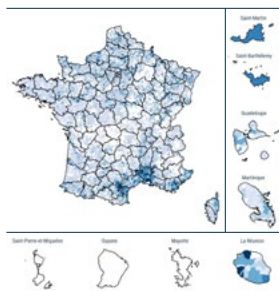 Saint-Martin
Saint-Barthélemy
Guadeloupe
Martinique
Saint-Pierre-et-Miquelon
Guyane
Mayotte
La Réunion